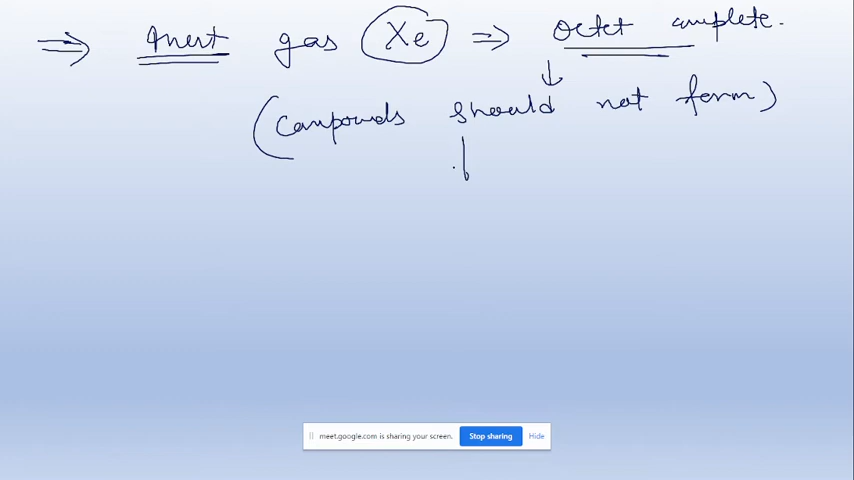 ⇒ Inert gas Xe ⇒ Octet complete.
(Compounds should not form)
meet.google.com is sharing your screen. Stop sharing Hide